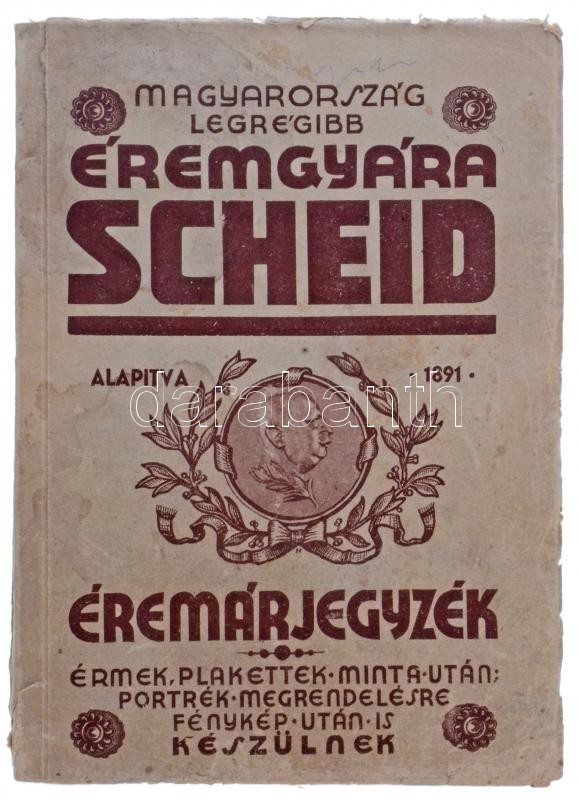 MAGYARORSZÁG
LEGRÉGIBB
ÉREMGYÁRA
SCHEID
ALAPITVA 1891.
darabanth
ÉREMÁRJEGYZÉK
ÉRMEK, PLAKETTEK·MINTA·UTÁN;
PORTRÉK·MEGRENDELÉSRE
FÉNYKÉP·UTÁN·IS
KÉSZÜLNEK